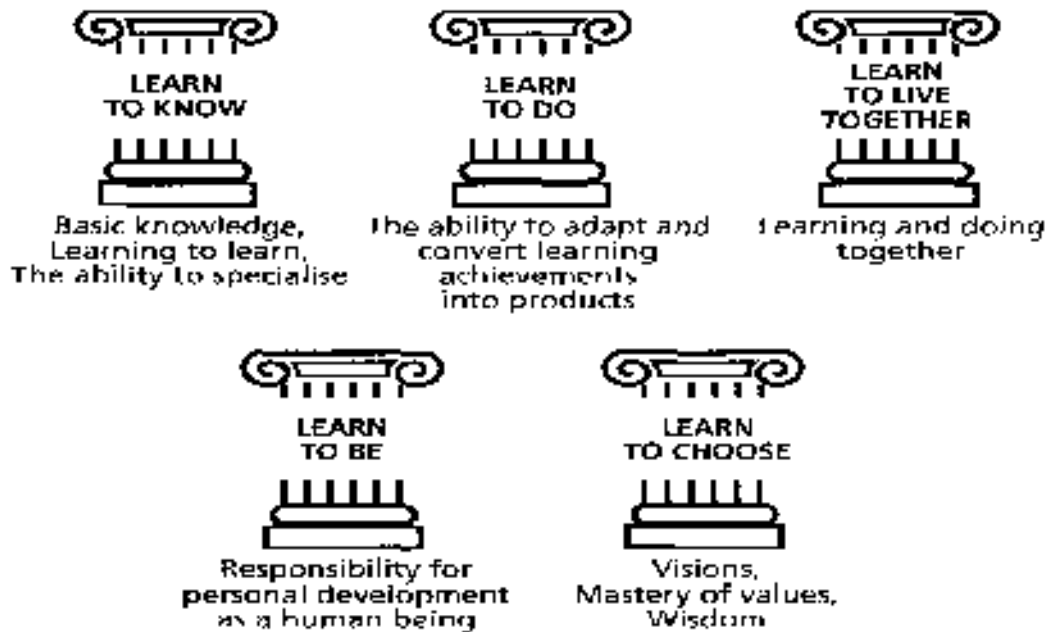 LEARN
TO KNOW
Basic knowledge,
Learning to learn,
The ability to specialise
LEARN
TO DO
The ability to adapt and
convert learning
achievements
into products
LEARN
TO LIVE
TOGETHER
Learning and doing
together
LEARN
TO BE
Responsibility for
personal development
as a human being
LEARN
TO CHOOSE
Visions,
Mastery of values,
Wisdom